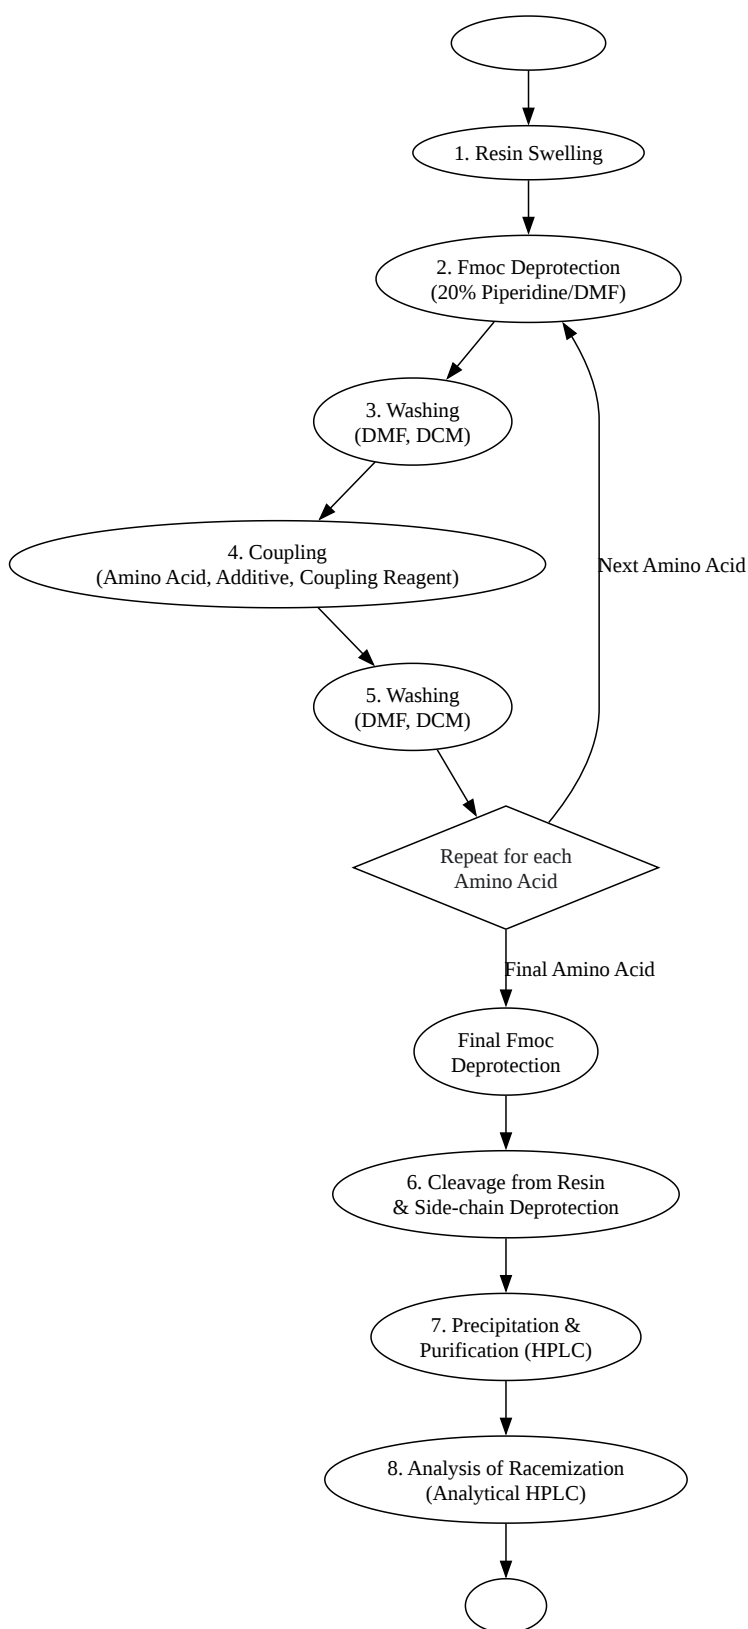 1. Resin Swelling
2. Fmoc Deprotection
(20% Piperidine/DMF)
3. Washing
(DMF, DCM)
4. Coupling
(Amino Acid, Additive, Coupling Reagent)
Next Amino Acid
5. Washing
(DMF, DCM)
Repeat for each
Amino Acid
Final Amino Acid
Final Fmoc
Deprotection
6. Cleavage from Resin
& Side-chain Deprotection
7. Precipitation &
Purification (HPLC)
8. Analysis of Racemization
(Analytical HPLC)